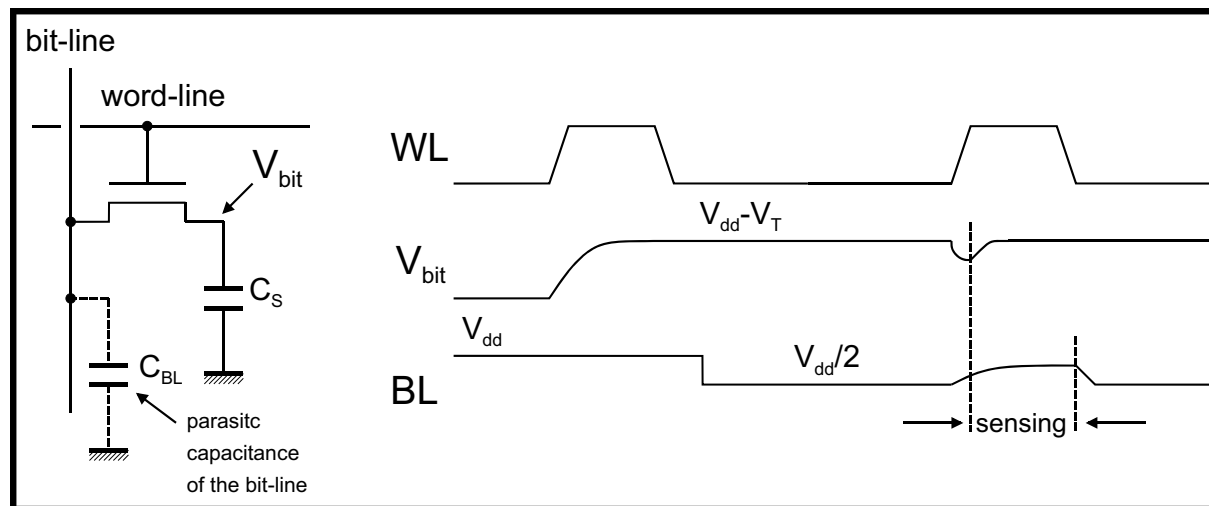 bit-line
word-line
V_bit
C_S
C_BL
parasitc
capacitance
of the bit-line
WL
V_dd-V_T
V_bit
V_dd
V_dd/2
BL
sensing